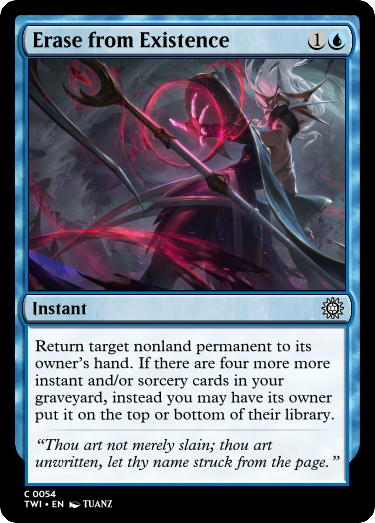 Erase from Existence
1
Instant
Return target nonland permanent to its
owner's hand. If there are four more more
instant and/or sorcery cards in your
graveyard, instead you may have its owner
put it on the top or bottom of their library.
“Thou art not merely slain; thou art
unwritten, let thy name struck from the page.”
C 0054
TWI • EN TUANZ